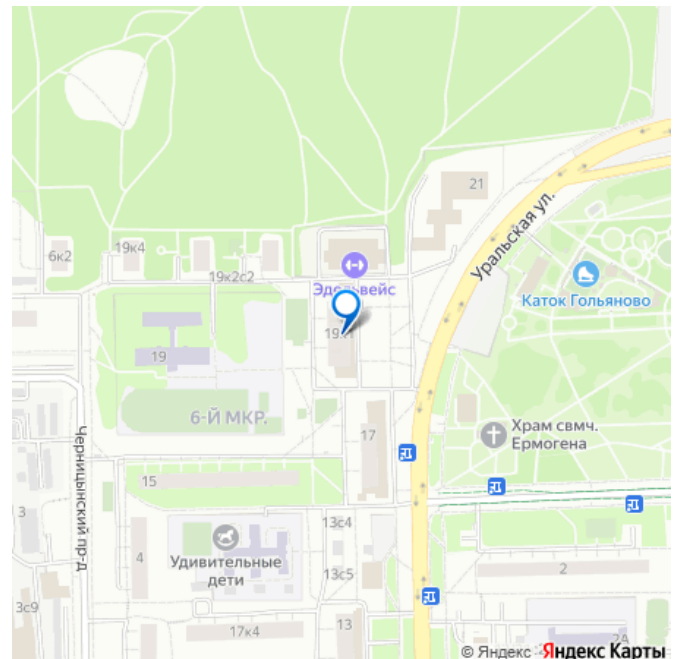 21
Уральская ул.
6к2
19к4
19к2с2
Эдельвейс
Каток Гольяново
19
6-Й МКР.
17
Храм свмч.
Ермогена
Черницынский пр-д
15
3
13с4
4
Удивительные
дети
13с5
2
3с9
17к4
13
2А
© Яндекс
Яндекс Карты